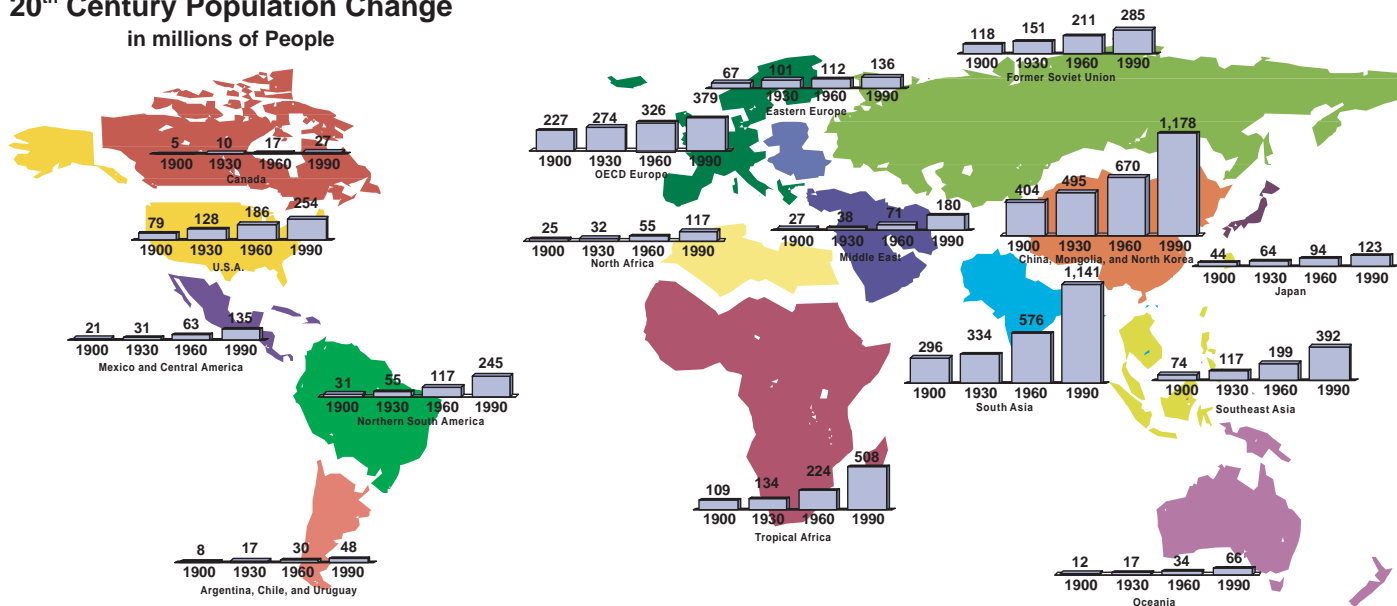 20th Century Population Change
in millions of People
5 10 17 27
1900 1930 1960 1990
Canada
79 128 186 254
1900 1930 1960 1990
U.S.A.
21 31 63 135
1900 1930 1960 1990
Mexico and Central America
31 55 117 245
1900 1930 1960 1990
Northern South America
8 17 30 48
1900 1930 1960 1990
Argentina, Chile, and Uruguay
67 101 112 136
1930 1960 1990
Eastern Europe
227 274 326 379
1900 1930 1960 1990
OECD Europe
25 32 55 117
1900 1930 1960 1990
North Africa
27 38 71 180
1900 1930 1960 1990
Middle East
109 134 224 508
1900 1930 1960 1990
Tropical Africa
118 151 211 285
1900 1930 1960 1990
Former Soviet Union
404 495 670 1,178
1900 1930 1960 1990
China, Mongolia, and North Korea
44 64 94 123
1900 1930 1960 1990
Japan
296 334 576 1,141
1900 1930 1960 1990
South Asia
74 117 199 392
1900 1930 1960 1990
Southeast Asia
12 17 34 66
1900 1930 1960 1990
Oceania